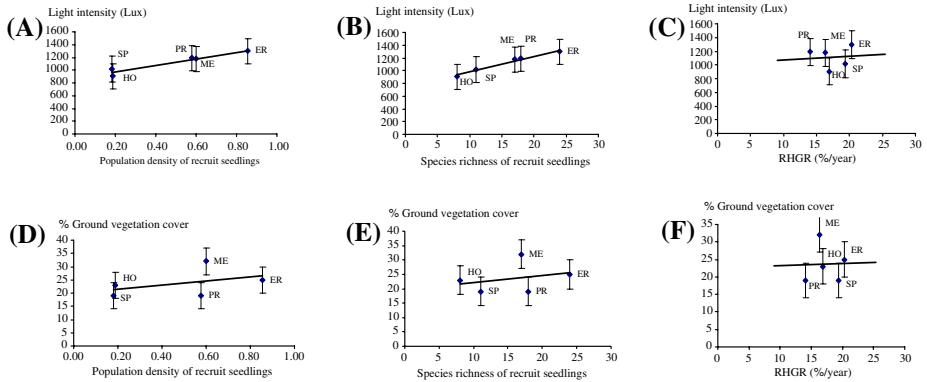 (A)
Light intensity (Lux)
1600
1400
1200
1000
800
600
400
200
0
SP
HO
PR
ME
ER
0.00 0.20 0.40 0.60 0.80 1.00
Population density of recruit seedlings
(B)
Light intensity (Lux)
1600
1400
1200
1000
800
600
400
200
0
HO
SP
ME
PR
ER
0 5 10 15 20 25 30
Species richness of recruit seedlings
(C)
Light intensity (Lux)
1600
1400
1200
1000
800
600
400
200
0
PR
ME
HO
SP
ER
0 5 10 15 20 25 30
RHGR (%/year)
(D)
% Ground vegetation cover
40
35
30
25
20
15
10
5
0
HO
SP
ME
PR
ER
0.00 0.20 0.40 0.60 0.80 1.00
Population density of recruit seedlings
(E)
% Ground vegetation cover
40
35
30
25
20
15
10
5
0
HO
SP
ME
PR
ER
0 5 10 15 20 25 30
Species richness of recruit seedlings
(F)
% Ground vegetation cover
35
30
25
20
15
10
5
0
ME
HO
ER
PR
SP
0 5 10 15 20 25 30
RHGR (%/year)